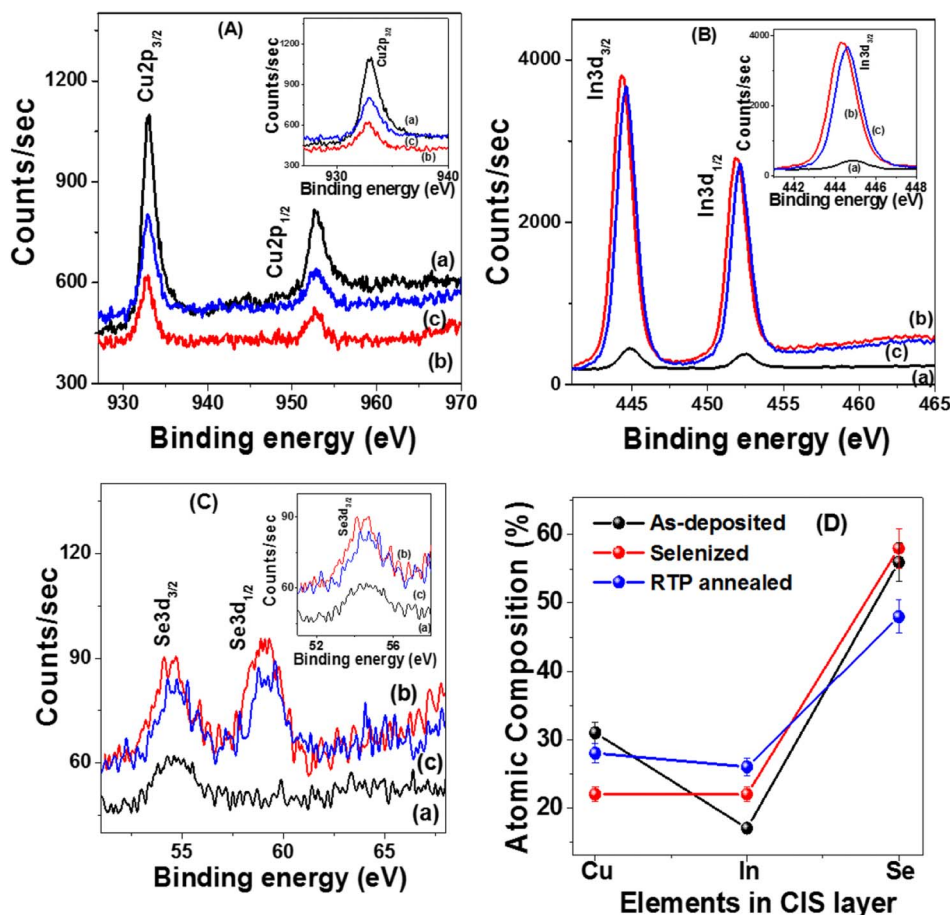 (A)
Cu2p3/2
Cu2p1/2
(a)
(c)
(b)
Counts/sec
1200
900
600
300
930
940
950
960
970
Binding energy (eV)
Cu2p3/2
(a)
(c)
(b)
Counts/sec
1300
1100
900
600
300
930
940
Binding energy (eV)
(B)
In3d3/2
In3d1/2
(b)
(c)
(a)
Counts/sec
4000
2000
0
445
450
455
460
465
Binding energy (eV)
In3d3/2
(b)
(c)
(a)
Counts/sec
4000
2000
0
442
444
446
448
Binding energy (eV)
(C)
Se3d3/2
Se3d1/2
(b)
(c)
(a)
Counts/sec
120
90
60
55
60
65
Binding energy (eV)
Se3d3/2
(b)
(c)
(a)
Counts/sec
90
60
52
56
Binding energy (eV)
(D)
As-deposited
Selenized
RTP annealed
Atomic Composition (%)
60
50
30
20
Cu
In
Se
Elements in CIS layer